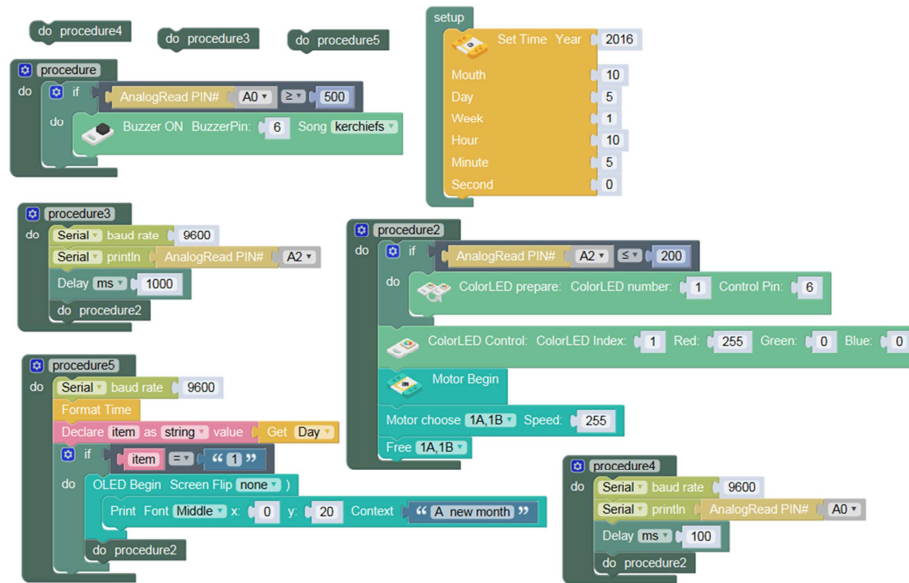 do procedure4
do procedure3
do procedure5
procedure
do if AnalogRead PIN# A0 ≥ 500
do Buzzer ON BuzzerPin: 6 Song kerchiefs
setup
Set Time Year 2016
Mouth 10
Day 5
Week 1
Hour 10
Minute 5
Second 0
procedure3
do Serial baud rate 9600
Serial println AnalogRead PIN# A2
Delay ms 1000
do procedure2
procedure2
do if AnalogRead PIN# A2 ≤ 200
do ColorLED prepare: ColorLED number: 1 Control Pin: 6
ColorLED Control: ColorLED Index: 1 Red: 255 Green: 0 Blue: 0
Motor Begin
Motor choose 1A,1B Speed: 255
Free 1A,1B
procedure5
do Serial baud rate 9600
Format Time
Declare item as string value Get Day
if item = “ 1 ”
do OLED Begin Screen Flip none )
Print Font Middle x: 0 y: 20 Context “ A new month ”
do procedure2
procedure4
do Serial baud rate 9600
Serial println AnalogRead PIN# A0
Delay ms 100
do procedure2